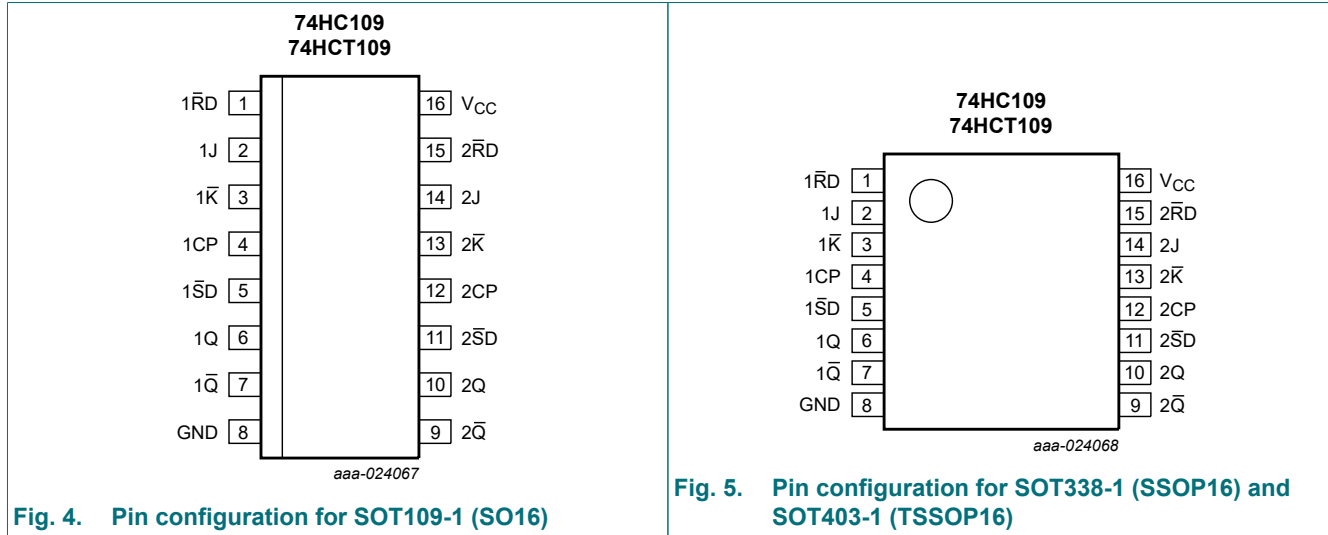 74HC109
74HCT109
1R̅D 1
16 VCC
1J 2
15 2R̅D
1K̅ 3
14 2J
1CP 4
13 2K̅
1S̅D 5
12 2CP
1Q 6
11 2S̅D
1Q̅ 7
10 2Q
GND 8
9 2Q̅
aaa-024067
Fig. 4. Pin configuration for SOT109-1 (SO16)
74HC109
74HCT109
1R̅D 1
16 VCC
1J 2
15 2R̅D
1K̅ 3
14 2J
1CP 4
13 2K̅
1S̅D 5
12 2CP
1Q 6
11 2S̅D
1Q̅ 7
10 2Q
GND 8
9 2Q̅
aaa-024068
Fig. 5. Pin configuration for SOT338-1 (SSOP16) and
SOT403-1 (TSSOP16)